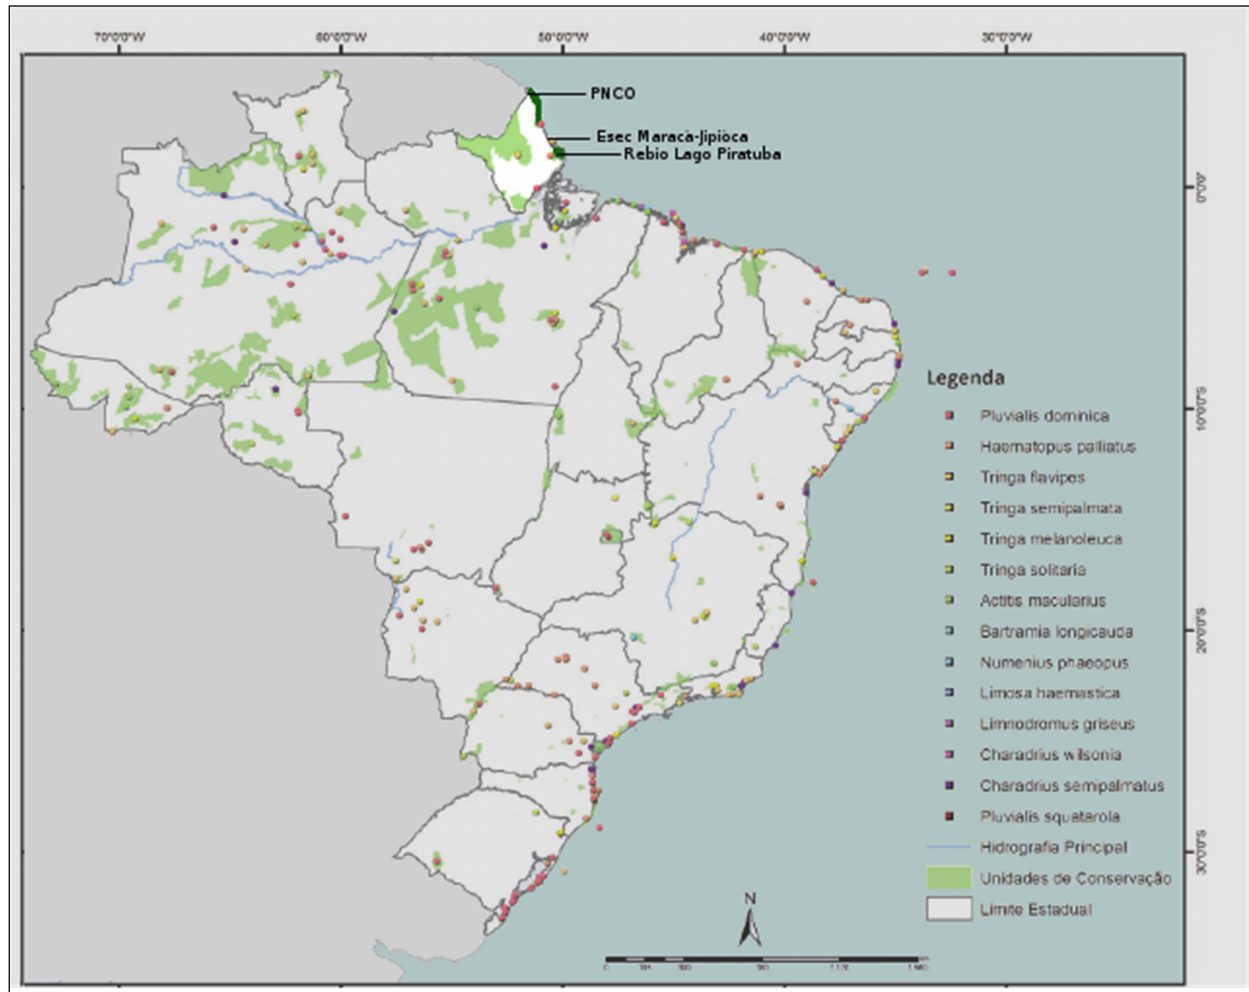 70°0'0"W 60°0'0"W 50°0'0"W 40°0'0"W 30°0'0"W
PNCO
Esec Maracá-Jipióca
Rebio Lago Piratuba
0°0'0"
10°0'0"S
20°0'0"S
30°0'0"S
Legenda
Pluvialis dominica
Haematopus palliatus
Tringa flavipes
Tringa semipalmata
Tringa melanoleuca
Tringa solitaria
Actitis macularius
Bartramia longicauda
Numenius phaeopus
Limosa haemastica
Limnodromus griseus
Charadrius wilsonia
Charadrius semipalmatus
Pluvialis squatarola
Hidrografia Principal
Unidades de Conservação
Limite Estadual
N
0